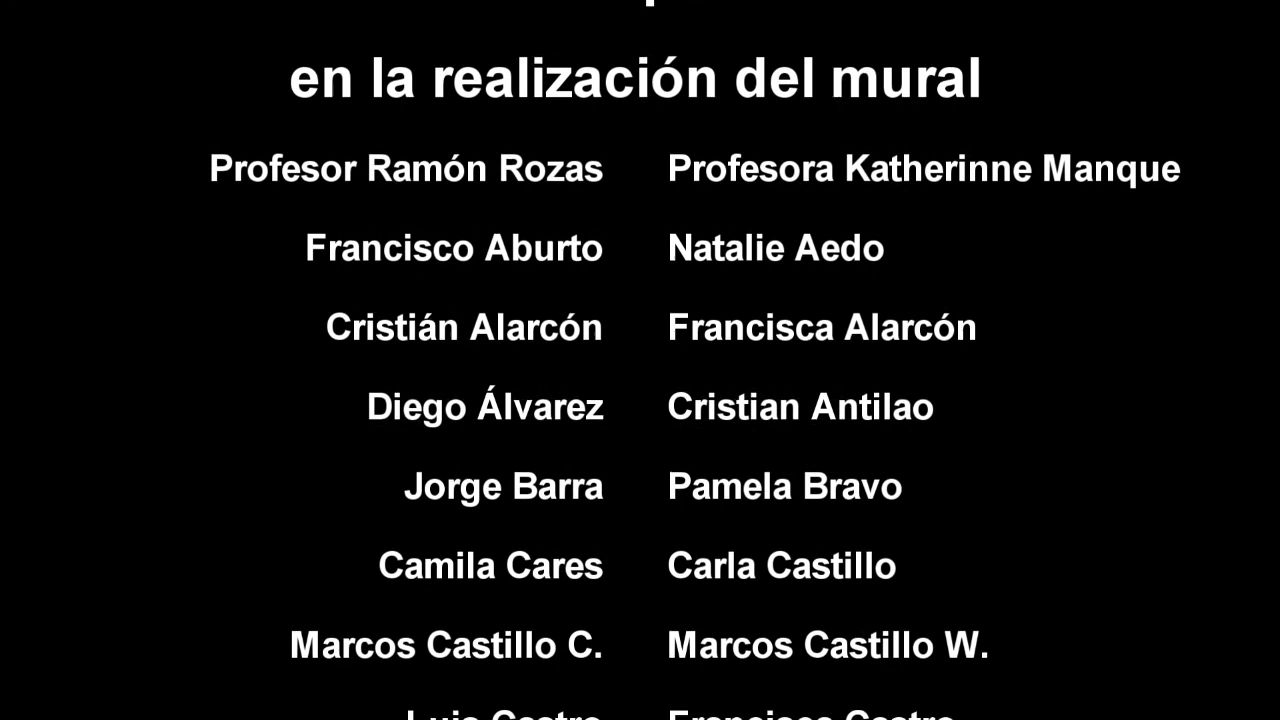 en la realización del mural
Profesor Ramón Rozas Profesora Katherinne Manque
Francisco Aburto Natalie Aedo
Cristián Alarcón Francisca Alarcón
Diego Álvarez Cristian Antilao
Jorge Barra Pamela Bravo
Camila Cares Carla Castillo
Marcos Castillo C. Marcos Castillo W.